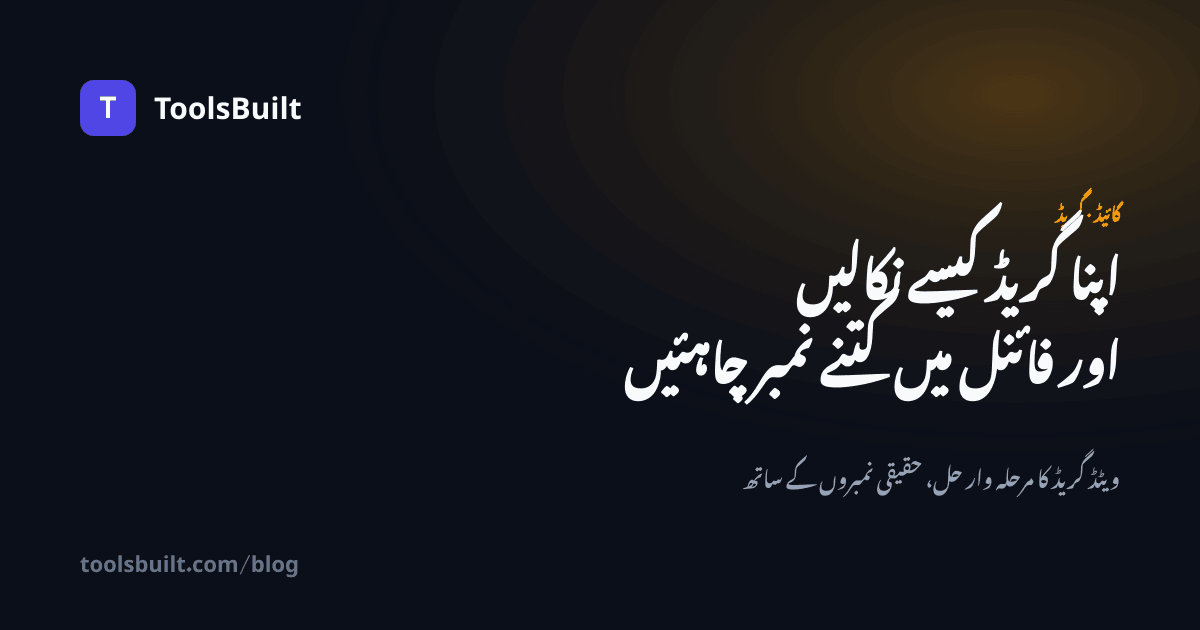 T ToolsBuilt
گائیڈ · گریڈ
اپنا گریڈ کیسے نکالیں
اور فائنل میں کتنے نمبر چاہئیں
ویٹڈ گریڈ کا مرحلہ وار حل، حقیقی نمبروں کے ساتھ
toolsbuilt.com/blog